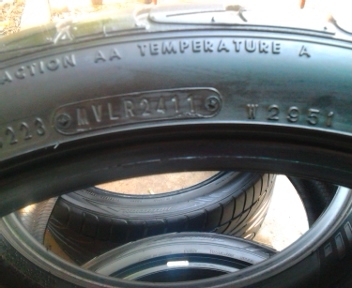 ACTION AA TEMPERATURE A
223 MVLR2411 W2951